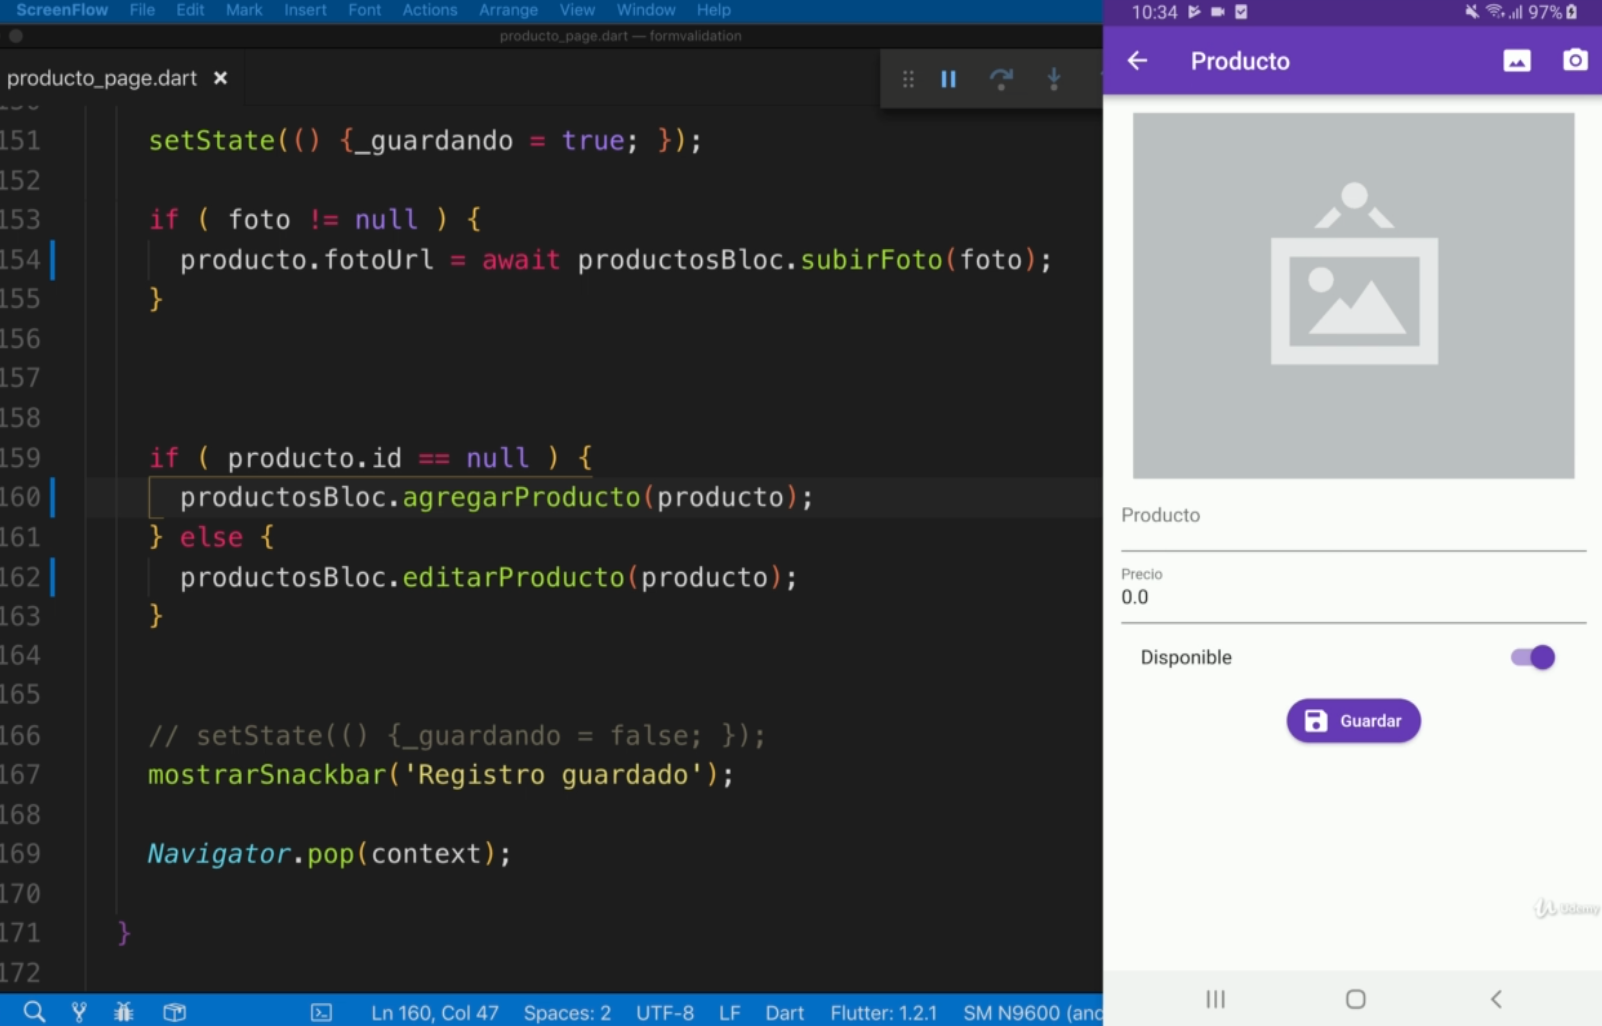 ScreenFlow File Edit Mark Insert Font Actions Arrange View Window Help
producto_page.dart — formvalidation
producto_page.dart ×
151 setState(() {_guardando = true; });
152
153 if ( foto != null ) {
154 producto.fotoUrl = await productosBloc.subirFoto(foto);
155 }
156
157
158
159 if ( producto.id == null ) {
160 productosBloc.agregarProducto(producto);
161 } else {
162 productosBloc.editarProducto(producto);
163 }
164
165
166 // setState(() {_guardando = false; });
167 mostrarSnackbar('Registro guardado');
168
169 Navigator.pop(context);
170
171 }
172
Ln 160, Col 47 Spaces: 2 UTF-8 LF Dart Flutter: 1.2.1 SM N9600 (and
10:34 97%
Producto
Producto
Precio
0.0
Disponible
Guardar
Udemy